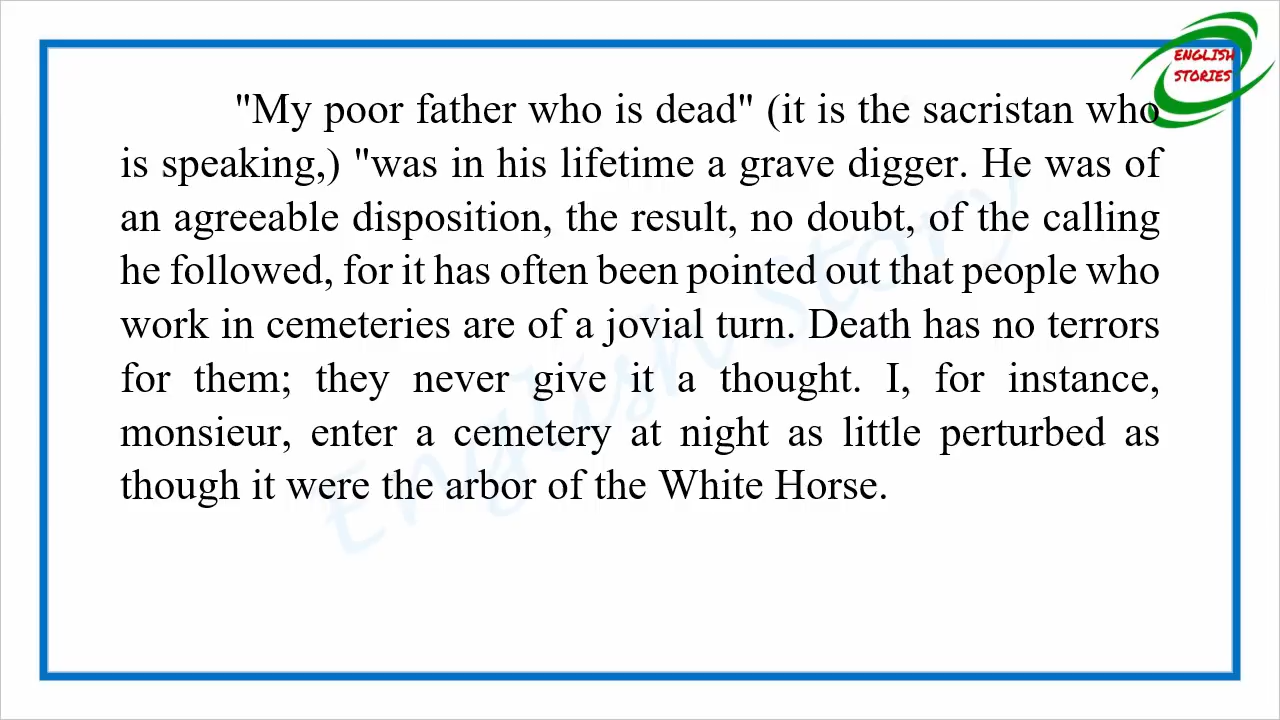 ENGLISH
STORIES
"My poor father who is dead" (it is the sacristan who
is speaking,) "was in his lifetime a grave digger. He was of
an agreeable disposition, the result, no doubt, of the calling
he followed, for it has often been pointed out that people who
work in cemeteries are of a jovial turn. Death has no terrors
for them; they never give it a thought. I, for instance,
monsieur, enter a cemetery at night as little perturbed as
though it were the arbor of the White Horse.
English Story